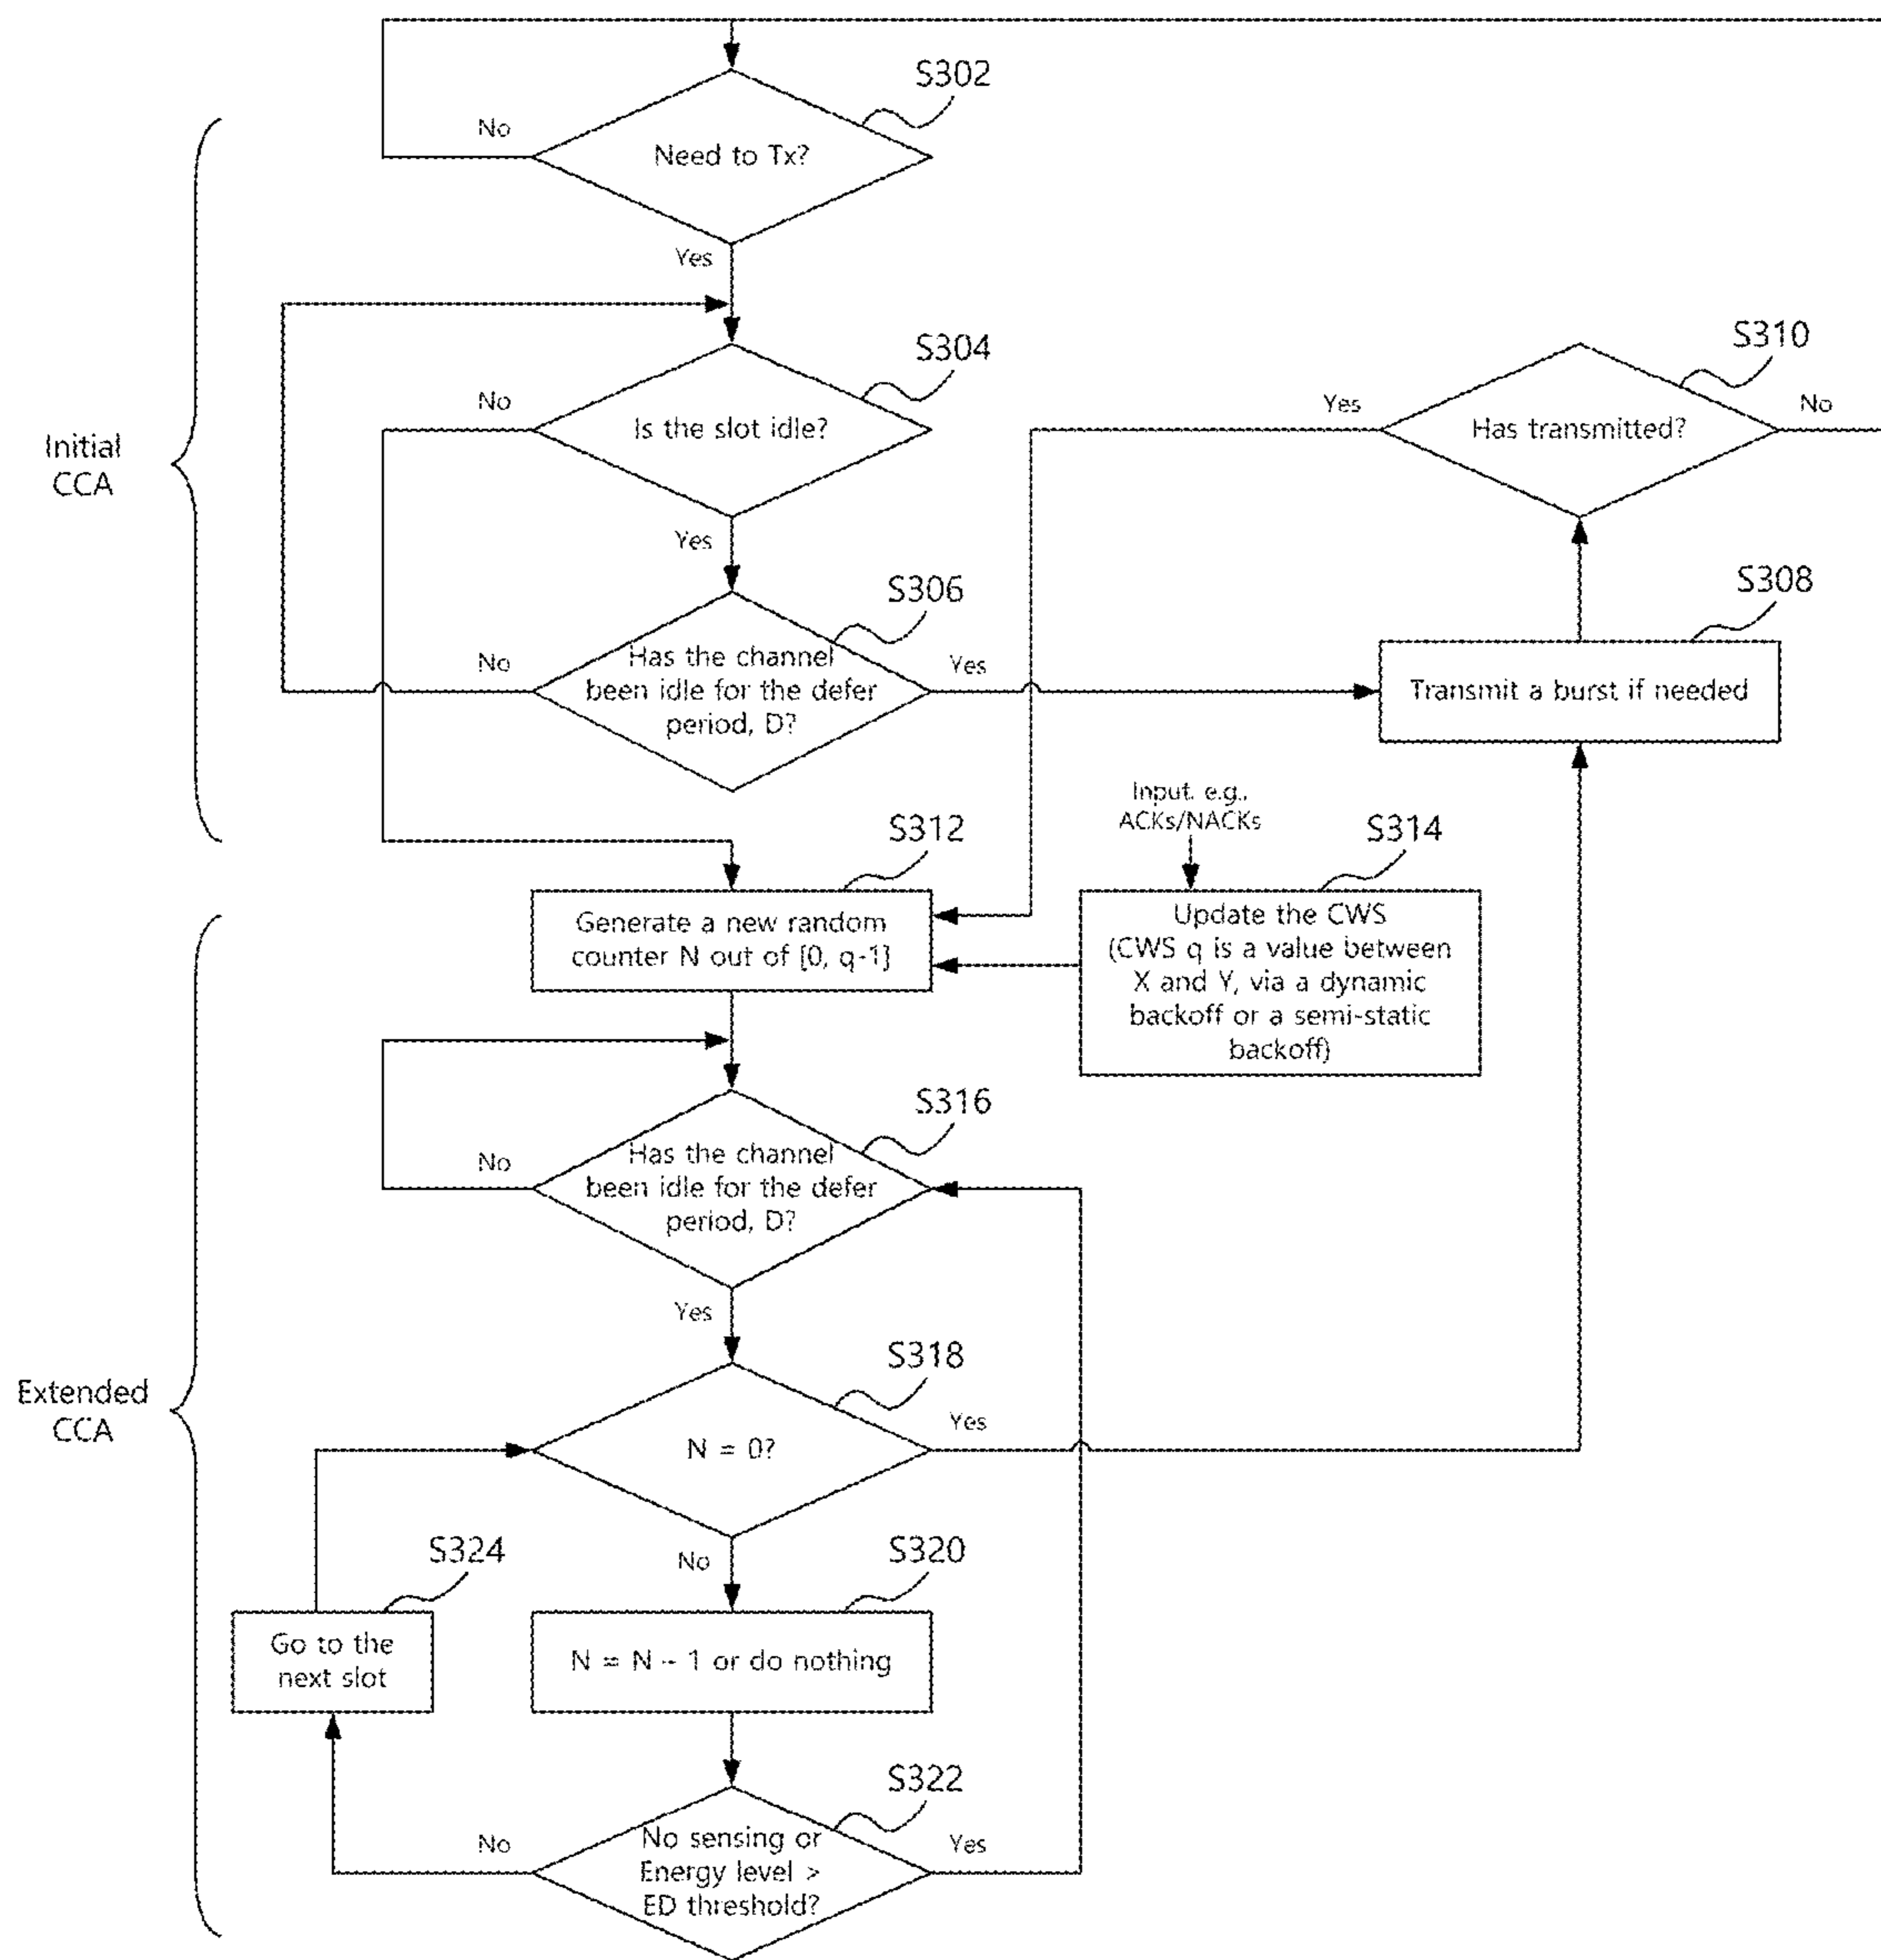 S302
No
Need to Tx?
Yes
S304
S310
No
Is the slot idle?
Yes
Has transmitted?
No
Initial
CCA
Yes
S306
S308
No
Has the channel
been idle for the defer
period, D?
Yes
Transmit a burst if needed
Input. e.g.,
ACKs/NACKs
S312
S314
Generate a new random
counter N out of [0, q-1]
Update the CWS
(CWS q is a value between
X and Y, via a dynamic
backoff or a semi-static
backoff)
S316
No
Has the channel
been idle for the defer
period, D?
Yes
S318
Extended
CCA
N = 0?
Yes
No
S324
S320
Go to the
next slot
N = N - 1 or do nothing
S322
No
No sensing or
Energy level >
ED threshold?
Yes